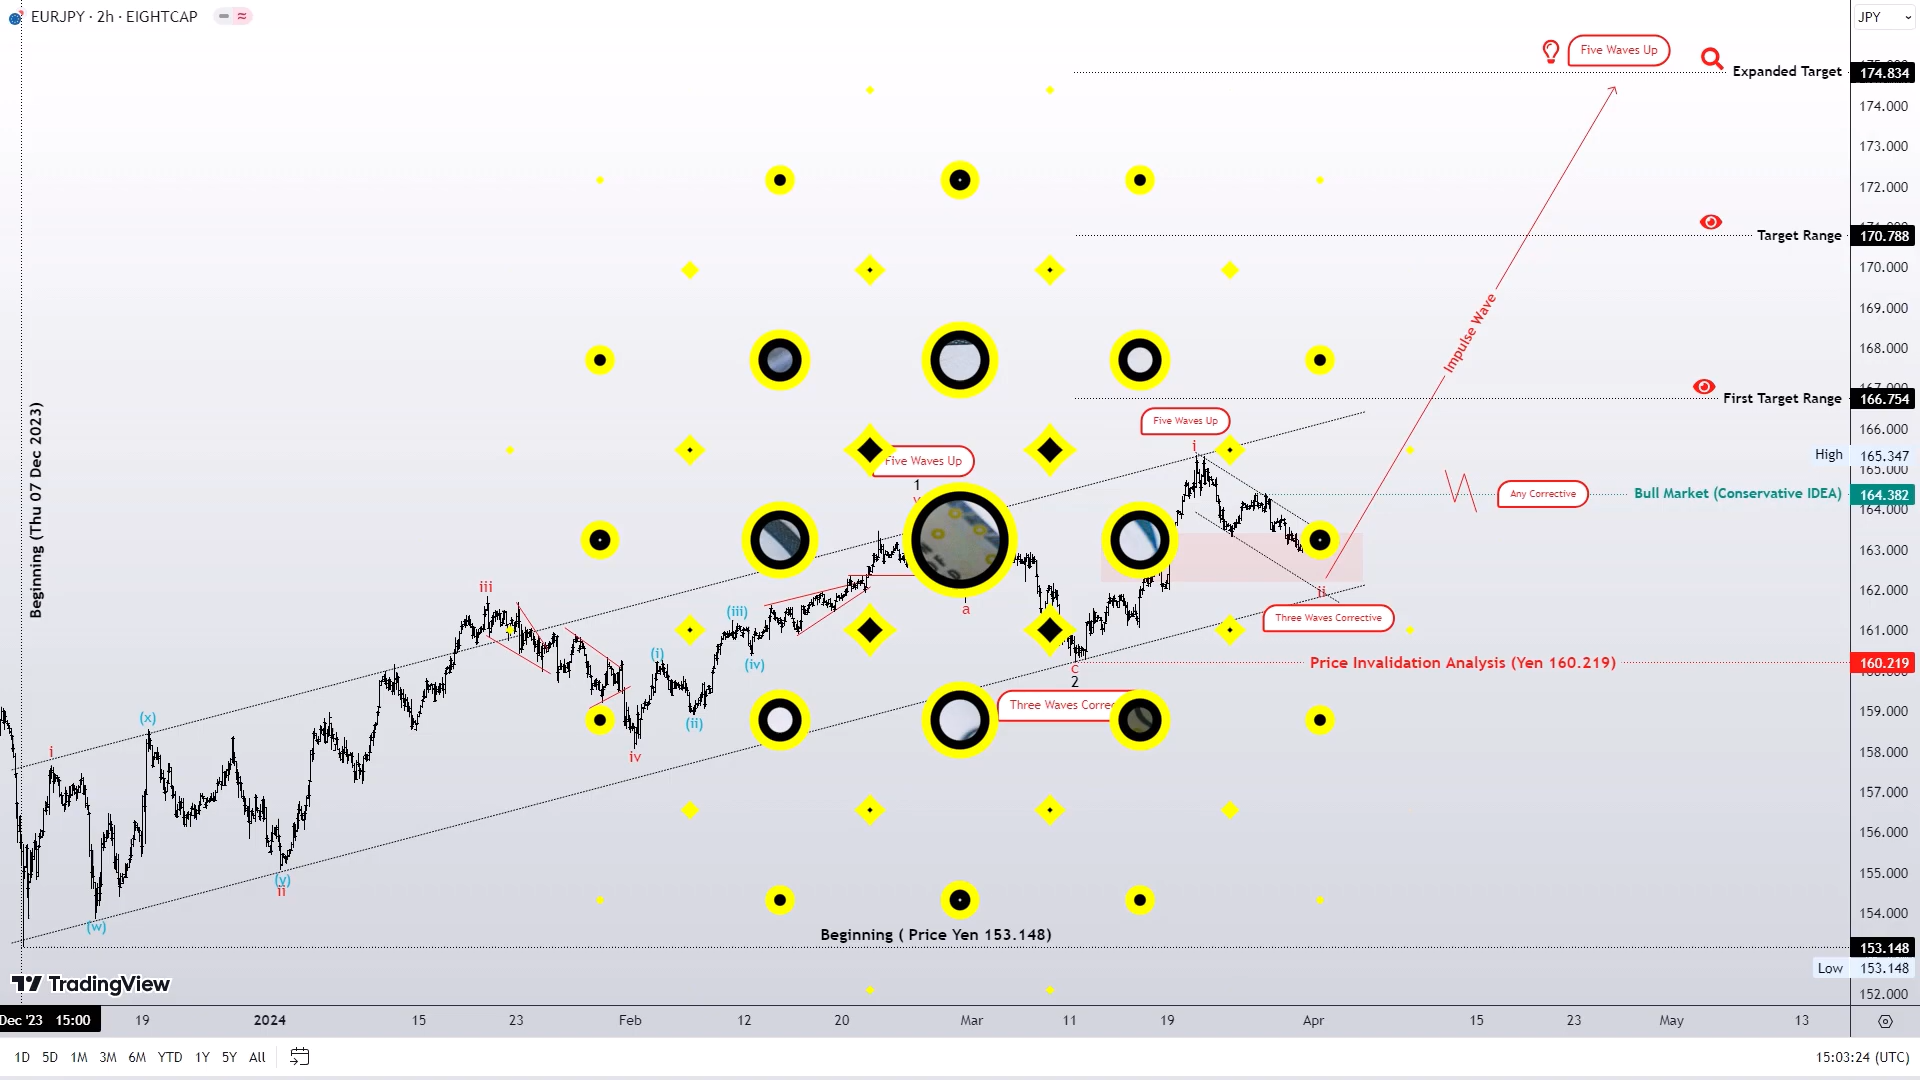 EURJPY · 2h · EIGHTCAP
JPY
Five Waves Up
Expanded Target
174.834
174.000
173.000
172.000
Target Range
170.788
170.000
169.000
Impulse Wave
168.000
First Target Range
166.754
166.000
Five Waves Up
High
165.347
165.000
i
Five Waves Up
1
Any Corrective
Bull Market (Conservative IDEA)
164.382
164.000
163.000
162.000
161.000
Beginning (Thu 07 Dec 2023)
iii
ii
a
(iii)
Three Waves Corrective
(i)
(iv)
Price Invalidation Analysis (Yen 160.219)
160.219
c
2
Three Waves Correc
159.000
(x)
(ii)
i
iv
158.000
157.000
156.000
155.000
(y)
ii
154.000
(w)
Beginning ( Price Yen 153.148)
153.148
Low
153.148
152.000
TradingView
Dec '23 15:00
19
2024
15
23
Feb
12
20
Mar
11
19
Apr
15
23
May
13
1D 5D 1M 3M 6M YTD 1Y 5Y All
15:03:24 (UTC)